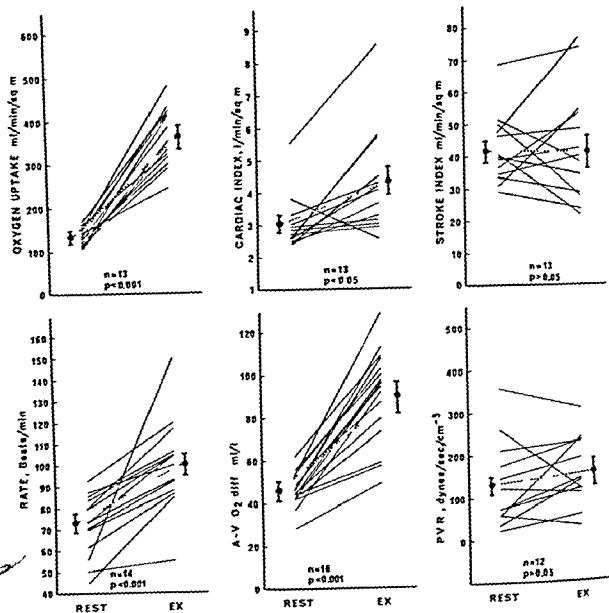 OXYGEN UPTAKE ml/min/sq m
600
500
400
300
200
100
0
n=13
p<0.001
CARDIAC INDEX, l/min/sq m
9
8
7
6
5
4
3
2
1
n=13
p<0.05
STROKE INDEX ml/min/sq m
80
70
60
50
40
30
20
10
0
n=13
p>0.05
RATE, Beats/min
160
150
140
130
120
110
100
90
80
70
60
50
40
n=14
p<0.001
REST EX
A-V O2 diff ml/l
120
100
80
60
40
20
0
n=16
p<0.001
REST EX
PVR, dynes/sec/cm-3
500
400
300
200
100
0
n=12
p>0.05
REST EX